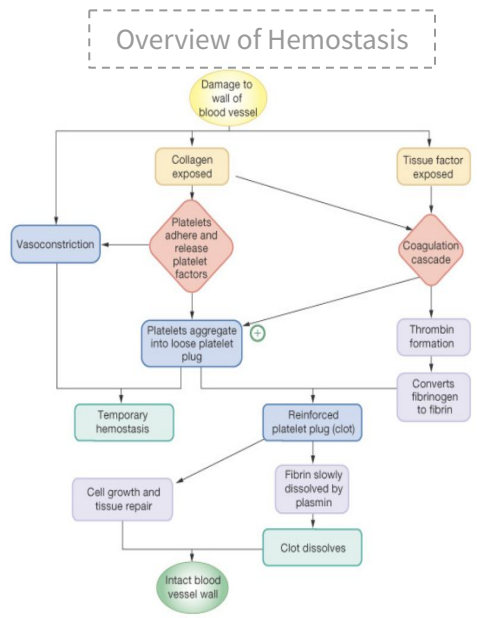 Overview of Hemostasis
Damage to
wall of
blood vessel
Collagen
exposed
Tissue factor
exposed
Vasoconstriction
Platelets
adhere and
release
platelet
factors
Coagulation
cascade
Platelets aggregate
into loose platelet
plug
+
Thrombin
formation
Converts
fibrinogen
to fibrin
Temporary
hemostasis
Reinforced
platelet plug (clot)
Cell growth and
tissue repair
Fibrin slowly
dissolved by
plasmin
Clot dissolves
Intact blood
vessel wall